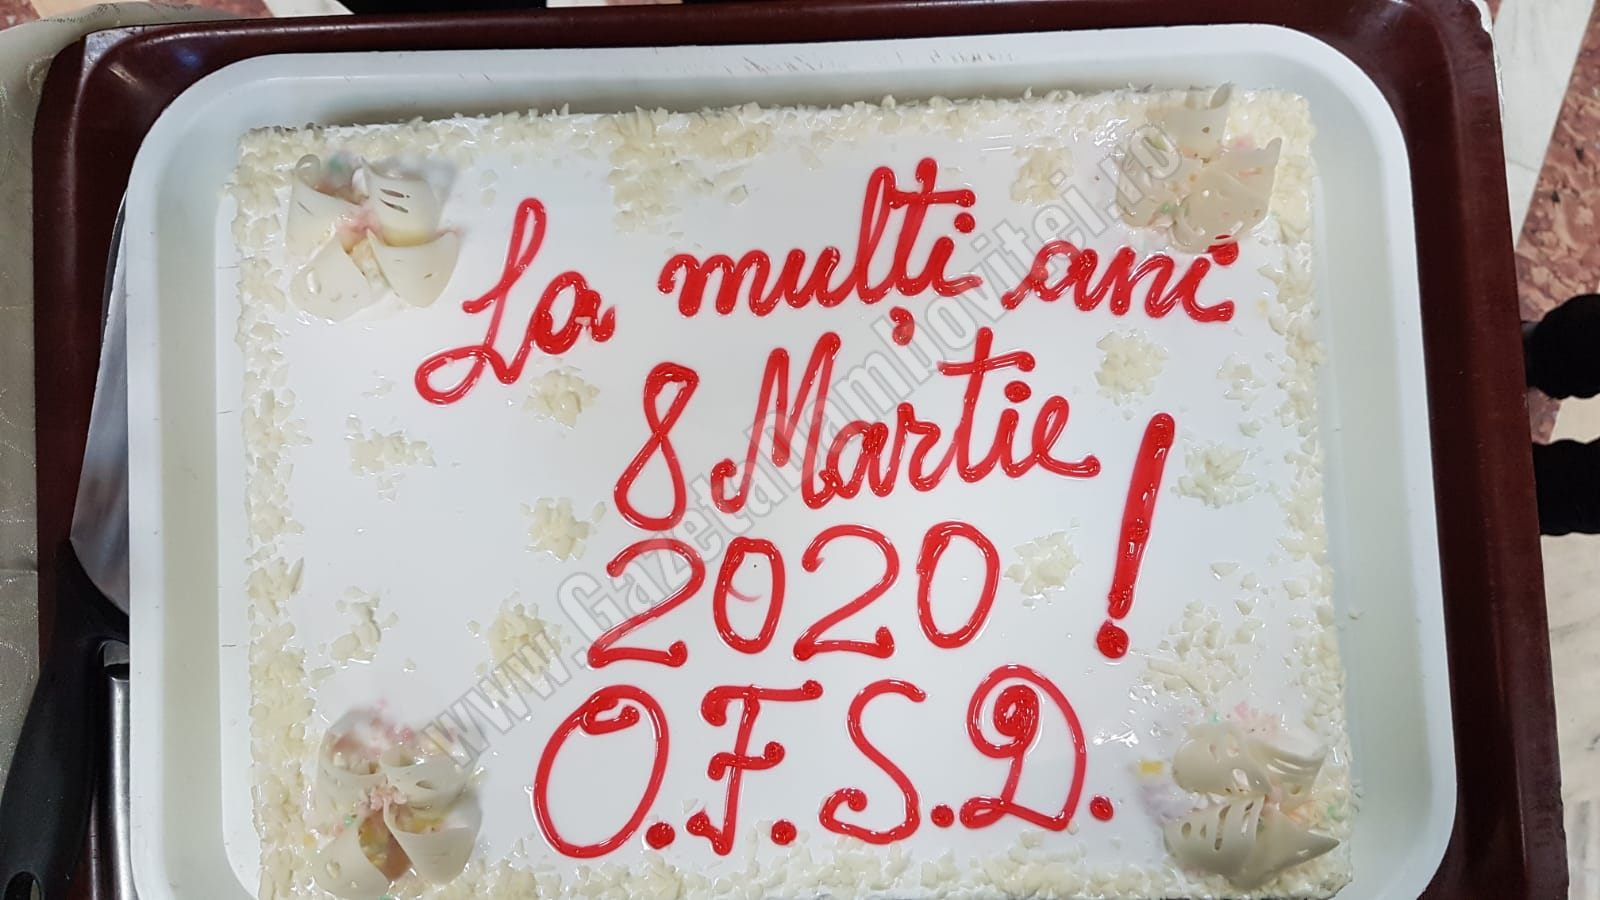 La mulți ani
8 Martie
2020 !
O.F.S.D.
www.GazetaDambovitei.ro